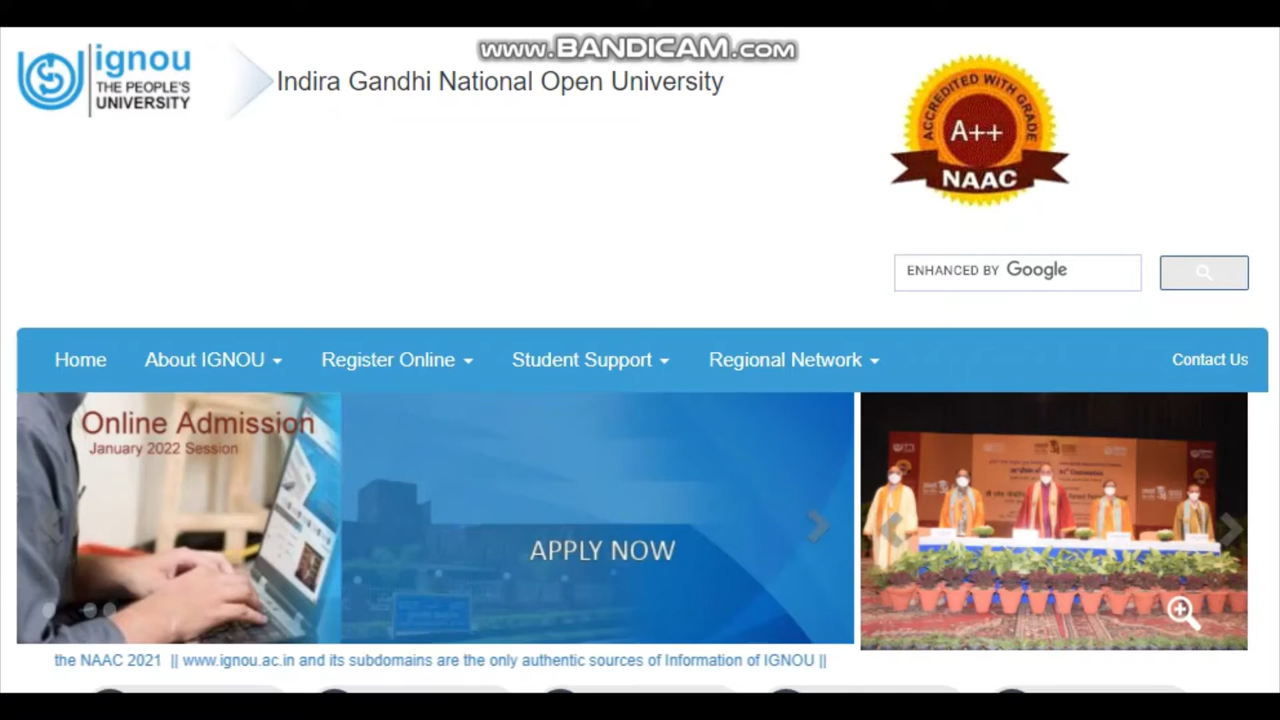 www.BANDICAM.com
ignou
THE PEOPLE'S
UNIVERSITY
Indira Gandhi National Open University
ACCREDITED WITH GRADE
A++
NAAC
ENHANCED BY Google
Home
About IGNOU
Register Online
Student Support
Regional Network
Contact Us
Online Admission
January 2022 Session
APPLY NOW
the NAAC 2021 || www.ignou.ac.in and its subdomains are the only authentic sources of Information of IGNOU ||